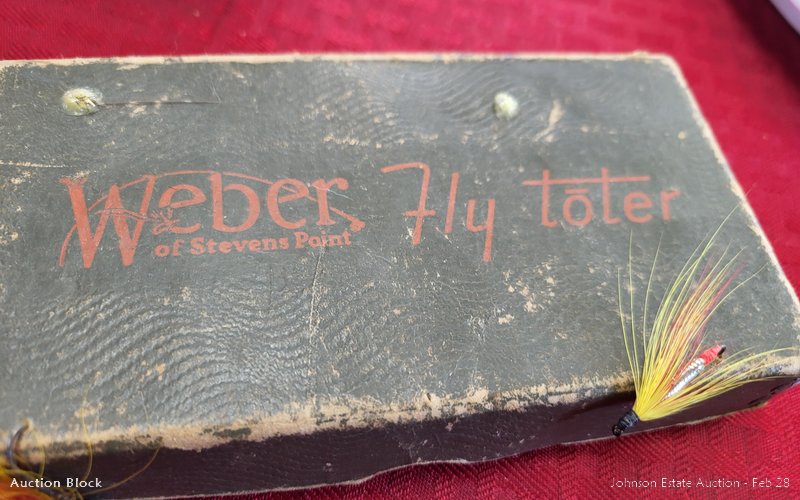 Weber Fly tōter
of Stevens Point
Auction Block
Johnson Estate Auction - Feb 28